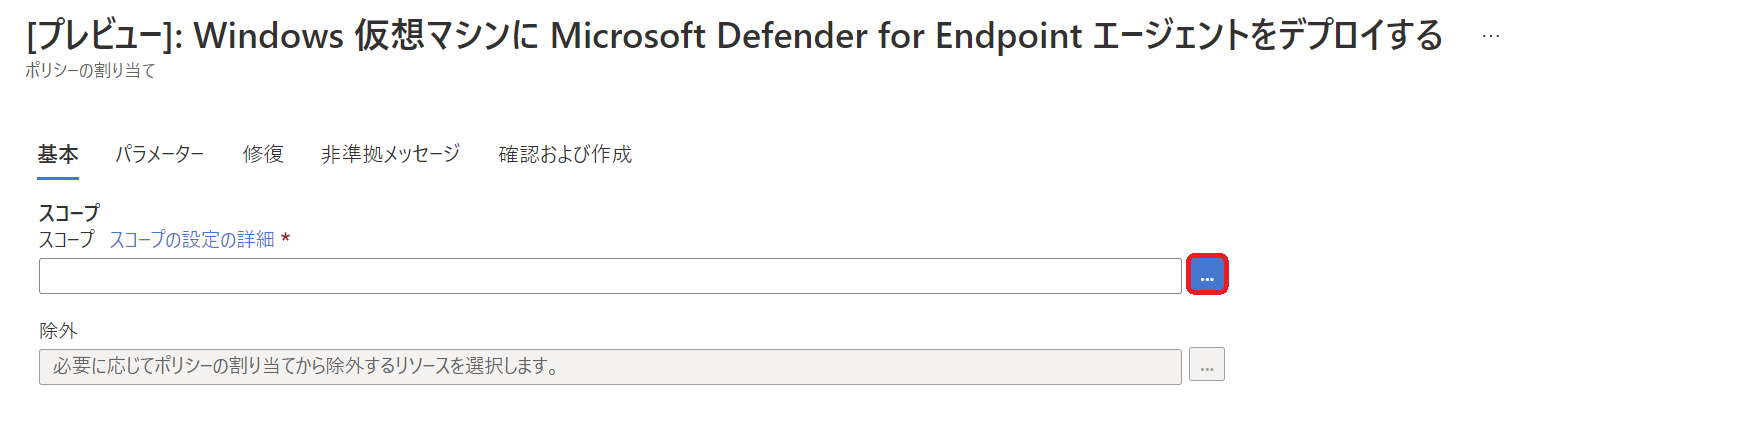 [プレビュー]: Windows 仮想マシンに Microsoft Defender for Endpoint エージェントをデプロイする ...
ポリシーの割り当て
基本 パラメーター 修復 非準拠メッセージ 確認および作成
スコープ
スコープ スコープの設定の詳細 *
...
除外
必要に応じてポリシーの割り当てから除外するリソースを選択します。 ...